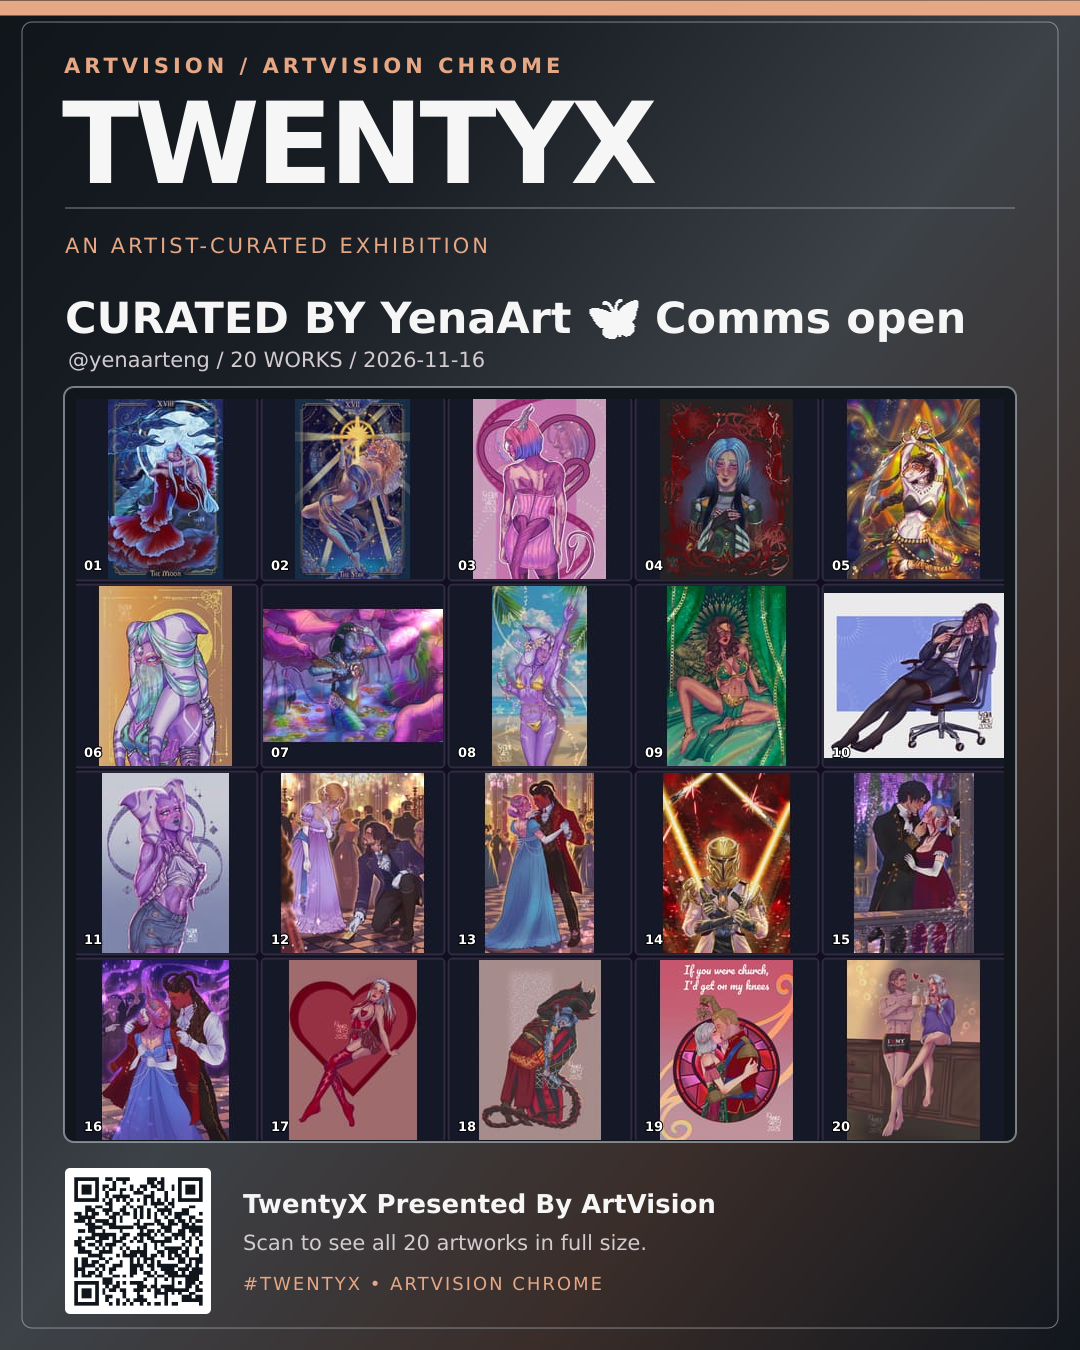 ARTVISION / ARTVISION CHROME
TWENTYX
AN ARTIST-CURATED EXHIBITION
CURATED BY YenaArt 🦋 Comms open
@yenaarteng / 20 WORKS / 2026-11-16
XVIII
XVII
THE MOON
THE STAR
01
02
03
04
05
06
07
08
09
10
11
12
13
14
15
If you were church,
I'd get on my knees
16
17
18
19
20
TwentyX Presented By ArtVision
Scan to see all 20 artworks in full size.
#TWENTYX • ARTVISION CHROME